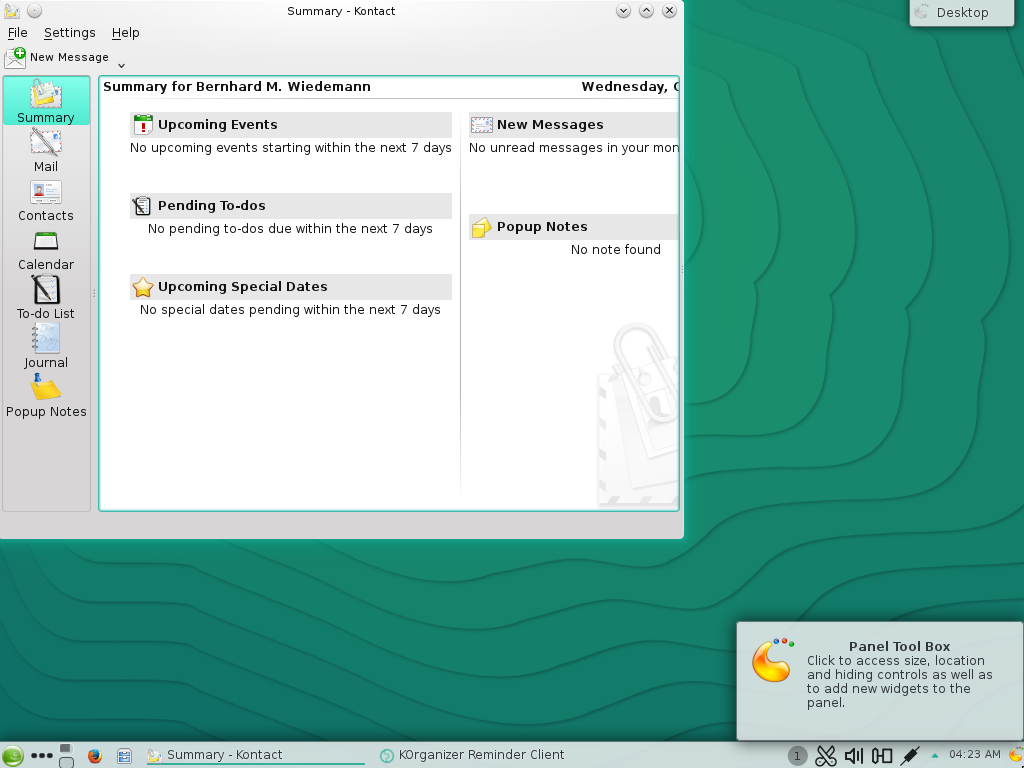 Summary - Kontact
Desktop
File Settings Help
New Message
Summary for Bernhard M. Wiedemann
Wednesday,
Summary
Mail
Contacts
Calendar
To-do List
Journal
Popup Notes
Upcoming Events
No upcoming events starting within the next 7 days
Pending To-dos
No pending to-dos due within the next 7 days
Upcoming Special Dates
No special dates pending within the next 7 days
New Messages
No unread messages in your mon
Popup Notes
No note found
Panel Tool Box
Click to access size, location
and hiding controls as well as
to add new widgets to the
panel.
Summary - Kontact
KOrganizer Reminder Client
1
04:23 AM